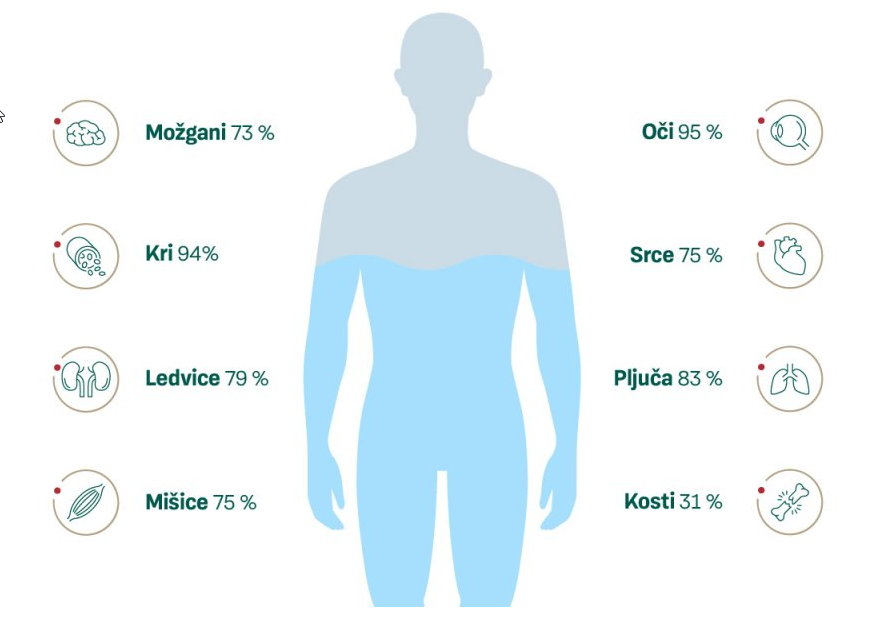 Možgani 73 %
Oči 95 %
Kri 94%
Srce 75 %
Ledvice 79 %
Pljuča 83 %
Mišice 75 %
Kosti 31 %